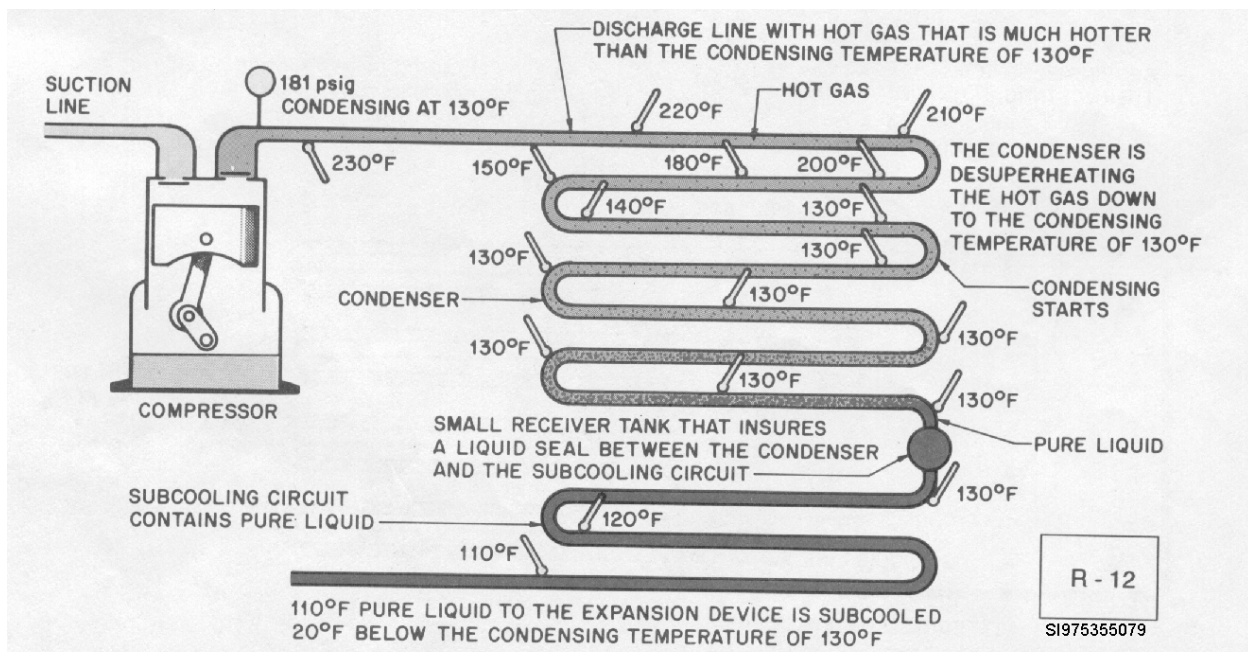 DISCHARGE LINE WITH HOT GAS THAT IS MUCH HOTTER
THAN THE CONDENSING TEMPERATURE OF 130°F
SUCTION
LINE
181 psig
CONDENSING AT 130°F
220°F
HOT GAS
210°F
230°F
150°F
180°F
200°F
THE CONDENSER IS
DESUPERHEATING
THE HOT GAS DOWN
TO THE CONDENSING
TEMPERATURE OF 130°F
140°F
130°F
130°F
130°F
CONDENSER
130°F
CONDENSING
STARTS
130°F
130°F
130°F
COMPRESSOR
130°F
PURE LIQUID
SMALL RECEIVER TANK THAT INSURES
A LIQUID SEAL BETWEEN THE CONDENSER
AND THE SUBCOOLING CIRCUIT
130°F
SUBCOOLING CIRCUIT
CONTAINS PURE LIQUID
120°F
110°F
110°F PURE LIQUID TO THE EXPANSION DEVICE IS SUBCOOLED
20°F BELOW THE CONDENSING TEMPERATURE OF 130°F
R - 12
SI975355079